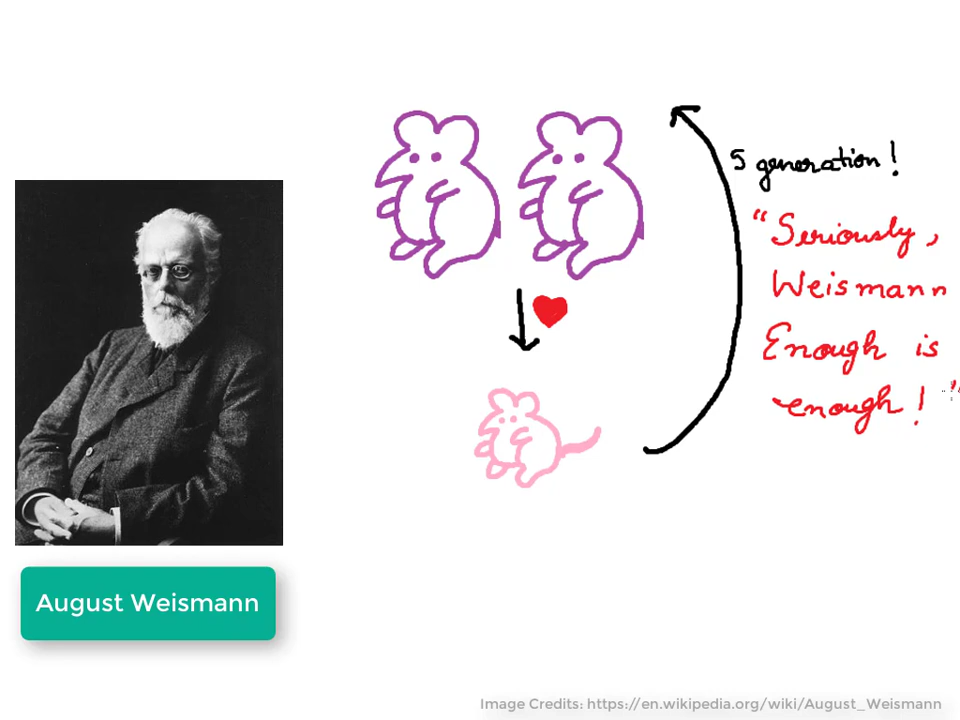 5 generation!
"Seriously,
Weismann
Enough is
enough!"
August Weismann
Image Credits: https://en.wikipedia.org/wiki/August_Weismann